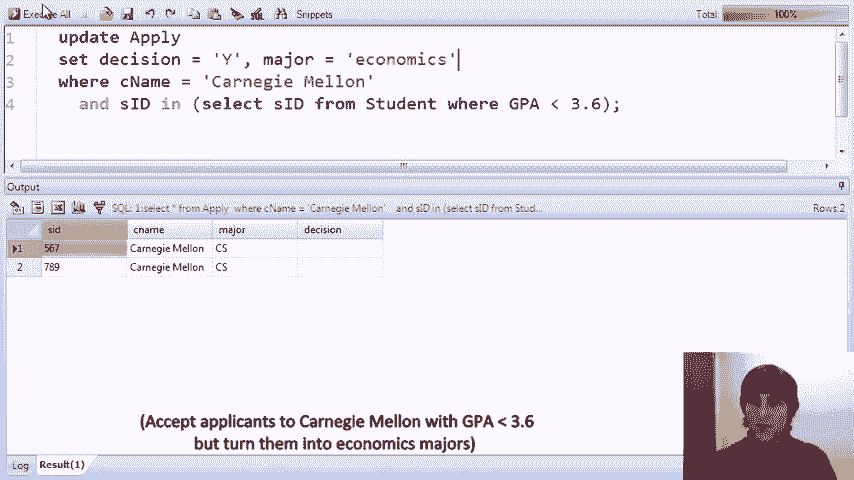 Execute All
Snippets
Total:
100%
1 update Apply
2 set decision = 'Y', major = 'economics'
3 where cName = 'Carnegie Mellon'
4 and sID in (select sID from Student where GPA < 3.6);
Output
SQL: 1:select * from Apply where cName = 'Carnegie Mellon' and sID in (select sID from Stud...
Rows:2
sid cname major decision
1 567 Carnegie Mellon CS
2 789 Carnegie Mellon CS
(Accept applicants to Carnegie Mellon with GPA < 3.6
but turn them into economics majors)
Log Result(1)